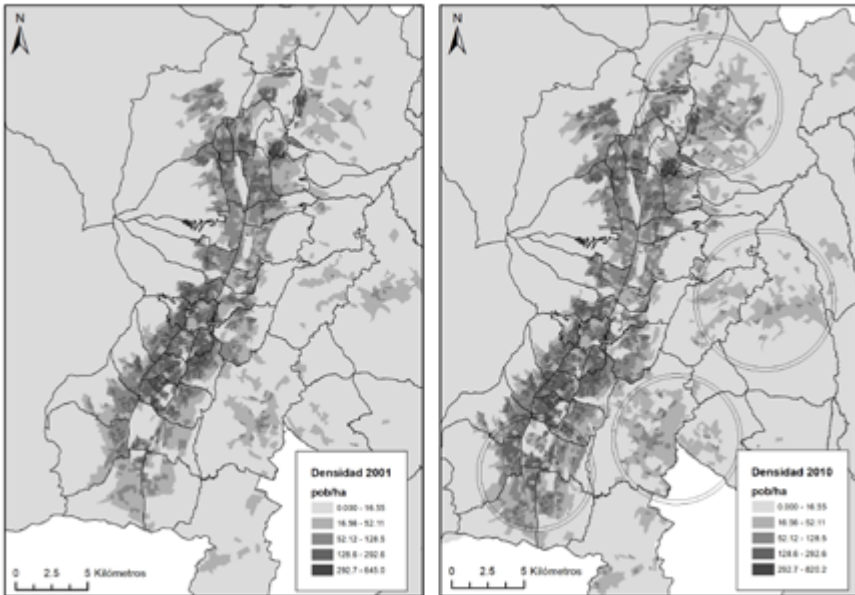 N
Densidad 2001
pob/ha
0.000 - 16.55
16.56 - 52.11
52.12 - 128.5
128.6 - 292.6
292.7 - 645.0
0 2.5 5 Kilómetros
N
Densidad 2010
pob/ha
0.000 - 16.55
16.56 - 52.11
52.12 - 128.5
128.6 - 292.6
292.7 - 820.2
0 2.5 5 Kilómetros